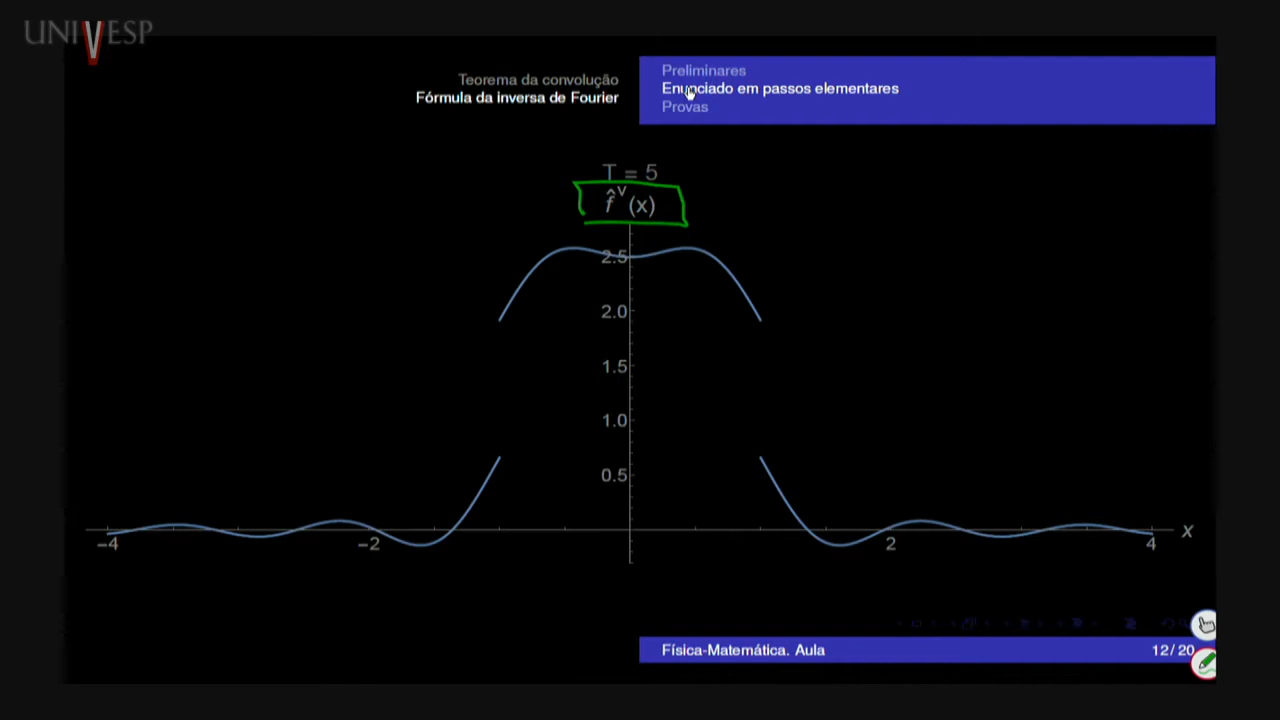 UNIVESP
Teorema da convolução
Fórmula da inversa de Fourier
Preliminares
Enunciado em passos elementares
Provas
T = 5
f̂ᵛ(x)
2.5
2.0
1.5
1.0
0.5
−4
−2
2
4
x
Física-Matemática. Aula
12/20